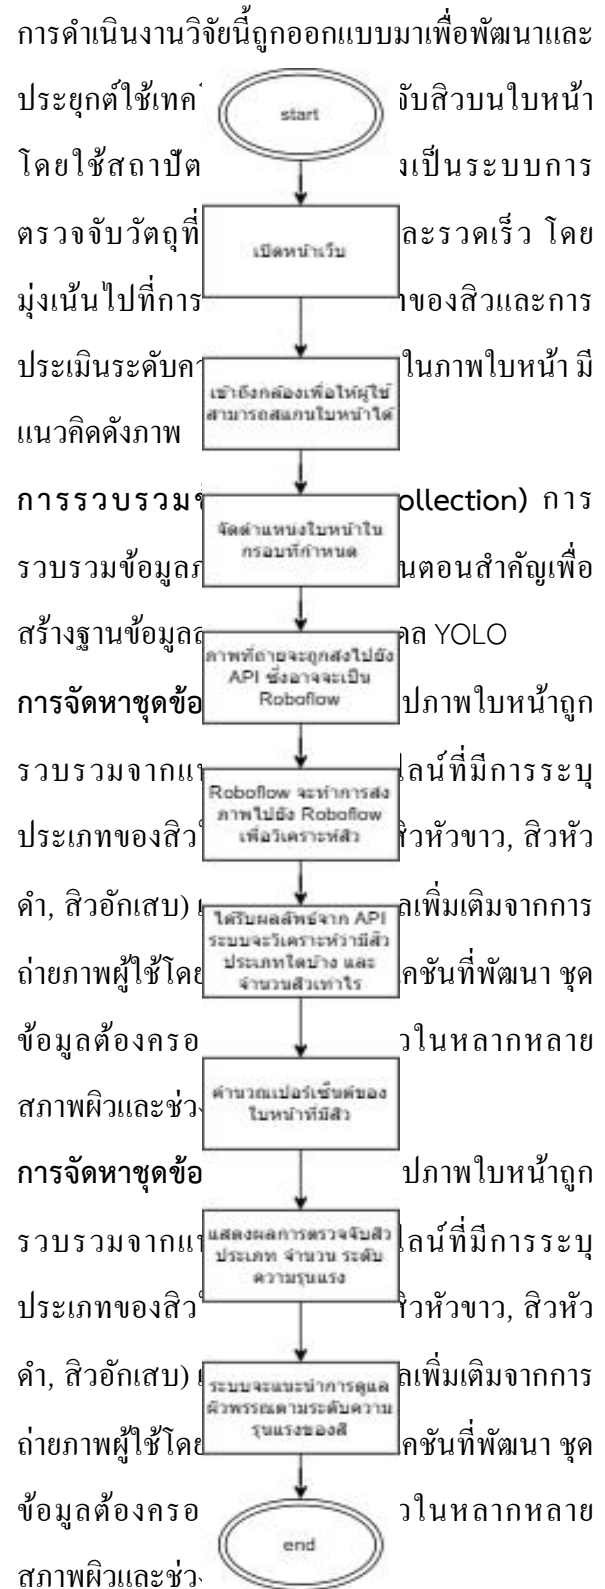 การดำเนินงานวิจัยนี้ถูกออกแบบมาเพื่อพัฒนาและ
ประยุกต์ใช้ จับสิวบนใบหน้า
โดยใช้ เป็นระบบการ
ตรวจจับวัตถุที่ และรวดเร็ว โดย
มุ่งเน้นไปที่การ ของสิวและการ
ประเมินระดับ ในภาพใบหน้า มี
แนวคิดดังภาพ
การรวบรวม ollection) การ
รวบรวมข้อมูล นตอนสำคัญเพื่อ
สร้างฐานข้อมูล YOLO
การจัดหาชุดข้อ ปภาพใบหน้าถูก
รวบรวมจาก ไลน์ที่มีการระบุ
ประเภทของสิว สิวหัวขาว, สิวหัว
ดำ, สิวอักเสบ) ลเพิ่มเติมจากการ
ถ่ายภาพผู้ใช้โดย คชันที่พัฒนา ชุด
ข้อมูลต้องครอ วในหลากหลาย
สภาพผิวและช่ว
การจัดหาชุดข้อ ปภาพใบหน้าถูก
รวบรวมจาก ไลน์ที่มีการระบุ
ประเภทของสิว สิวหัวขาว, สิวหัว
ดำ, สิวอักเสบ) ลเพิ่มเติมจากการ
ถ่ายภาพผู้ใช้โดย คชันที่พัฒนา ชุด
ข้อมูลต้องครอ วในหลากหลาย
สภาพผิวและช่ว
start
เปิดหน้าเว็บ
เข้าถึงกล้องเพื่อให้ผู้ใช้
สามารถสแกนใบหน้าได้
จัดตำแหน่งใบหน้าใน
กรอบที่กำหนด
ภาพที่ถ่ายจะถูกส่งไปยัง
API ซึ่งอาจจะเป็น
Roboflow
Roboflow จะทำการส่ง
ภาพไปยัง Roboflow
เพื่อวิเคราะห์สิว
ได้รับผลลัพธ์จาก API
ระบบจะวิเคราะห์ว่ามีสิว
ประเภทใดบ้าง และ
จำนวนสิวเท่าไร
คำนวณเปอร์เซ็นต์ของ
ใบหน้าที่มีสิว
แสดงผลการตรวจจับสิว
ประเภท จำนวน ระดับ
ความรุนแรง
ระบบจะแนะนำการดูแล
ผิวพรรณตามระดับความ
รุนแรงของสิ
end